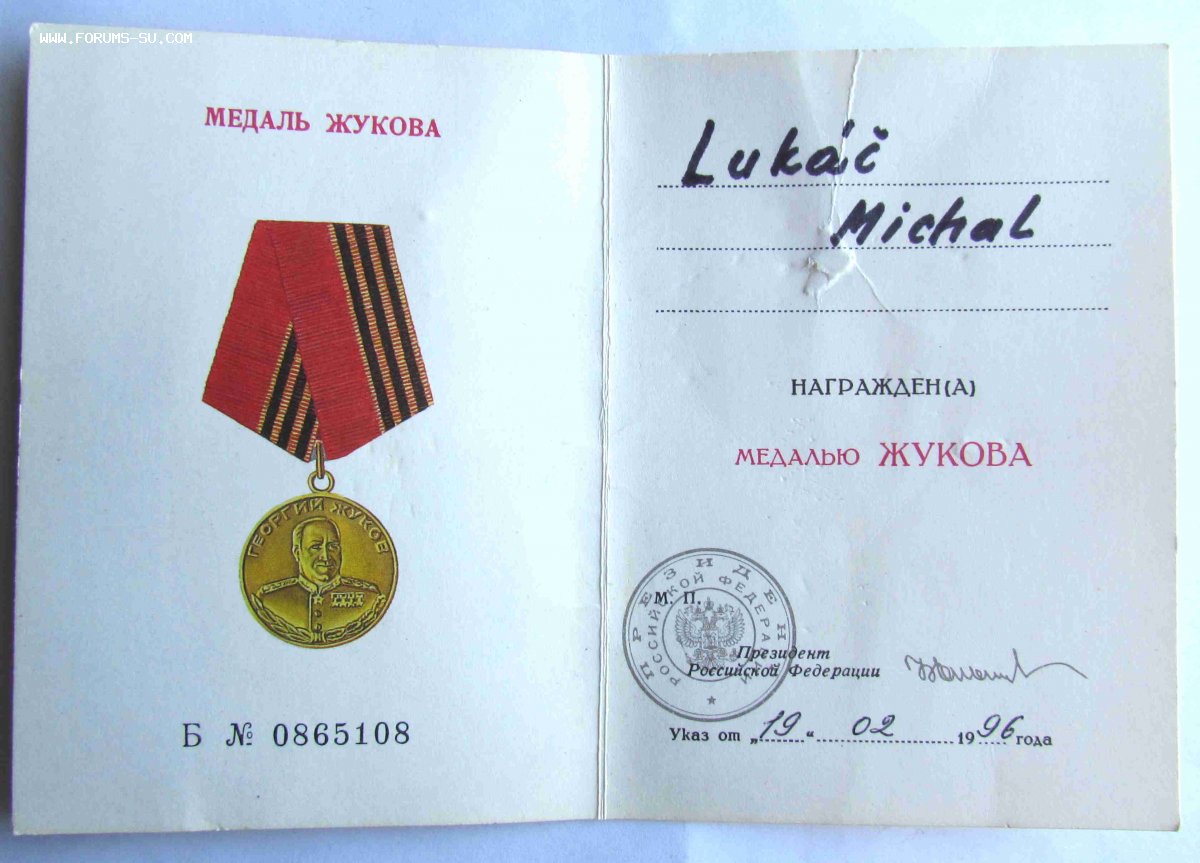 WWW.FORUMS-SU.COM
МЕДАЛЬ ЖУКОВА
ГЕОРГИЙ ЖУКОВ
Б № 0865108
Lukáč
Michal
НАГРАЖДЕН(А)
МЕДАЛЬЮ ЖУКОВА
ПРЕЗИДЕН
РОССИЙСКОЙ ФЕДЕРАЦИИ
М. П.
Президент
Российской Федерации
Указ от „19“ 02 1996 года